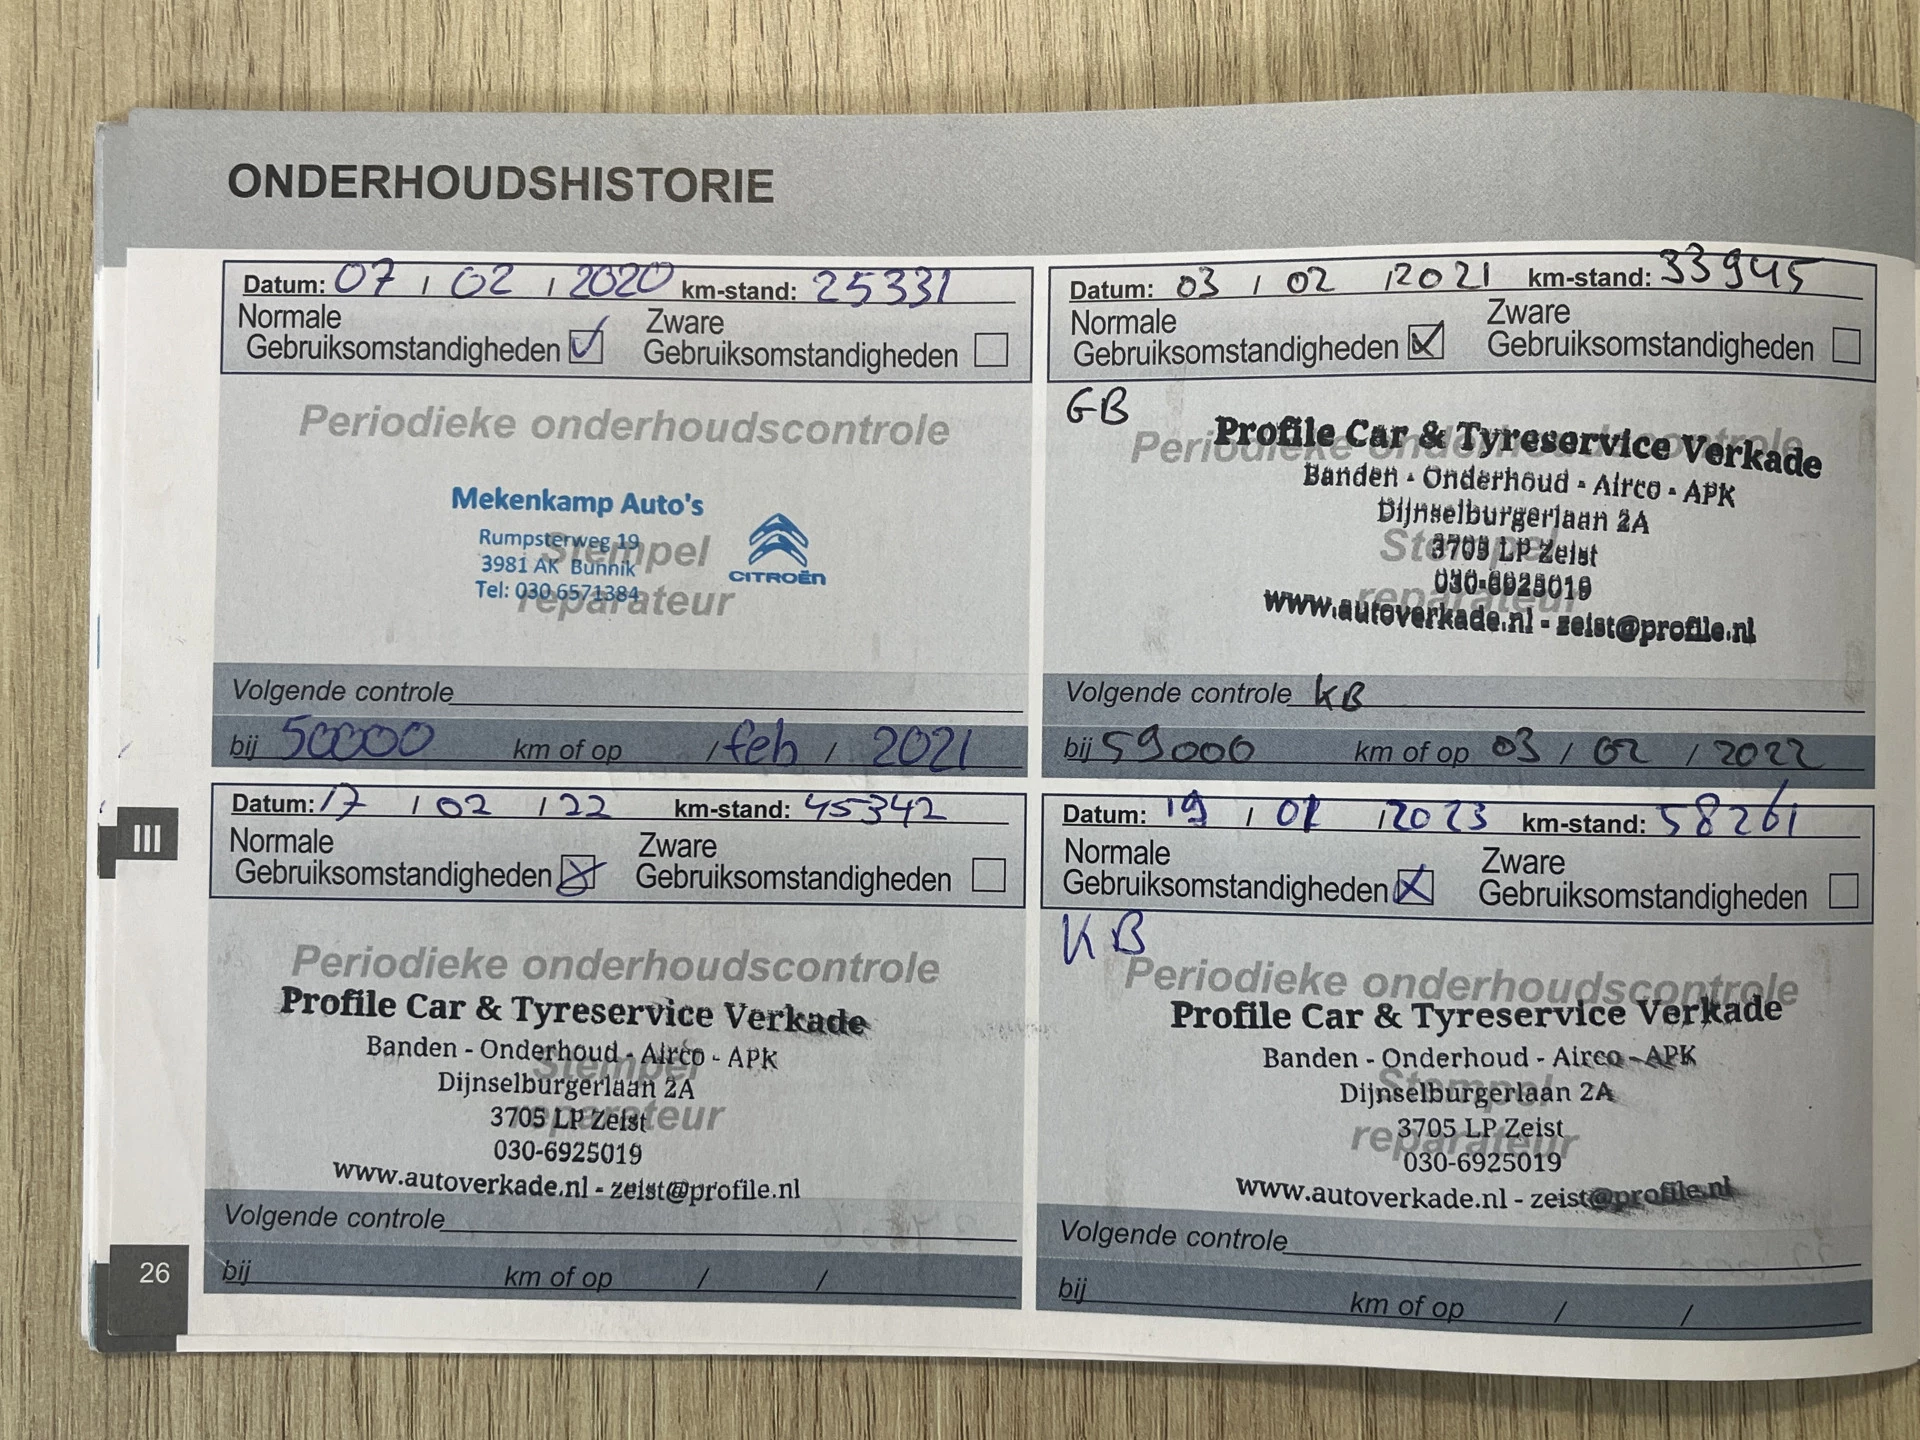 ONDERHOUDSHISTORIE
Datum: 07 / 02 / 2020 km-stand: 25331
Normale Gebruiksomstandigheden
Zware Gebruiksomstandigheden
Periodieke onderhoudscontrole
Stempel reparateur
Mekenkamp Auto's
Rumpsterweg 19
3981 AK Bunnik
Tel: 030 6571384
CITROËN
Volgende controle
bij 50000 km of op / feb / 2021
Datum: 03 / 02 / 2021 km-stand: 33945
Normale Gebruiksomstandigheden
Zware Gebruiksomstandigheden
GB
Periodieke onderhoudscontrole
Stempel reparateur
Profile Car & Tyreservice Verkade
Banden - Onderhoud - Airco - APK
Dijnselburgerlaan 2A
3705 LP Zeist
030-6925019
www.autoverkade.nl - zeist@profile.nl
Volgende controle KB
bij 59000 km of op 03 / 02 / 2022
III
Datum: 17 / 02 / 22 km-stand: 45342
Normale Gebruiksomstandigheden
Zware Gebruiksomstandigheden
Periodieke onderhoudscontrole
Stempel reparateur
Profile Car & Tyreservice Verkade
Banden - Onderhoud - Airco - APK
Dijnselburgerlaan 2A
3705 LP Zeist
030-6925019
www.autoverkade.nl - zeist@profile.nl
Volgende controle
bij km of op / /
Datum: 19 / 01 / 2023 km-stand: 58261
Normale Gebruiksomstandigheden
Zware Gebruiksomstandigheden
KB
Periodieke onderhoudscontrole
Stempel reparateur
Profile Car & Tyreservice Verkade
Banden - Onderhoud - Airco - APK
Dijnselburgerlaan 2A
3705 LP Zeist
030-6925019
www.autoverkade.nl - zeist@profile.nl
Volgende controle
bij km of op / /
26